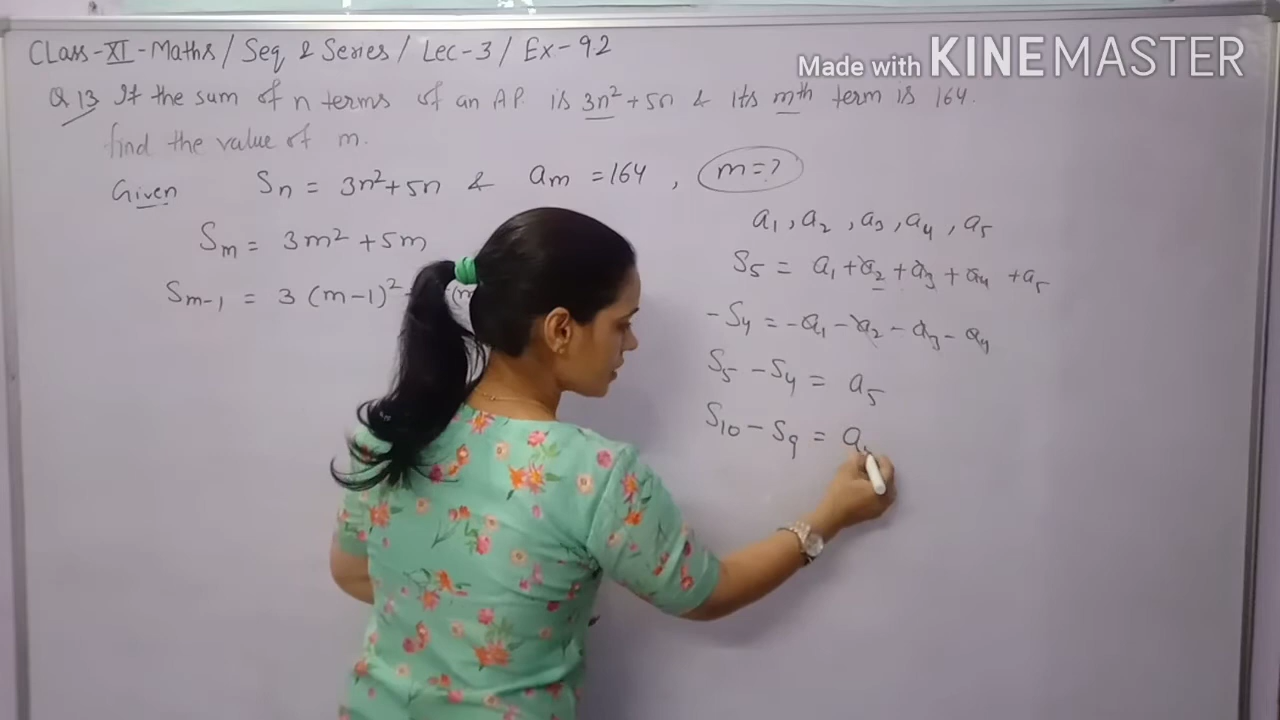 Made with KINEMASTER
Class-XI-Maths/ Seq & Series / Lec-3 / Ex-9.2
Q 13 If the sum of n terms of an A.P. is 3n² + 5n & its mth term is 164.
find the value of m.
Given Sn = 3n² + 5n & am = 164 , m = ?
Sm = 3m² + 5m
Sm-1 = 3 (m-1)²
a1 , a2 , a3 , a4 , a5
S5 = a1 + a2 + a3 + a4 + a5
- S4 = - a1 - a2 - a3 - a4
S5 - S4 = a5
S10 - S9 = a